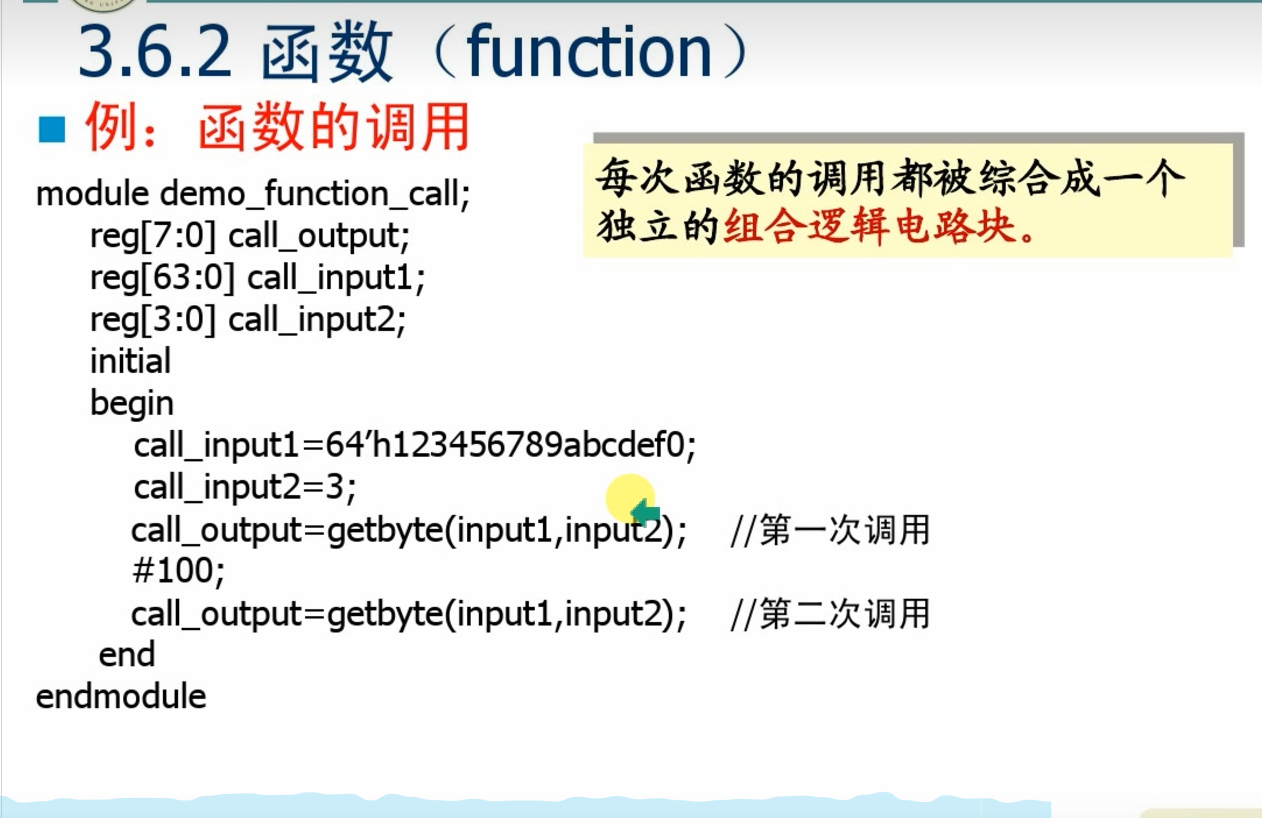 3.6.2 函数（function）
例：函数的调用
每次函数的调用都被综合成一个
独立的组合逻辑电路块。
module demo_function_call;
reg[7:0] call_output;
reg[63:0] call_input1;
reg[3:0] call_input2;
initial
begin
call_input1=64’h123456789abcdef0;
call_input2=3;
call_output=getbyte(input1,input2); //第一次调用
#100;
call_output=getbyte(input1,input2); //第二次调用
end
endmodule